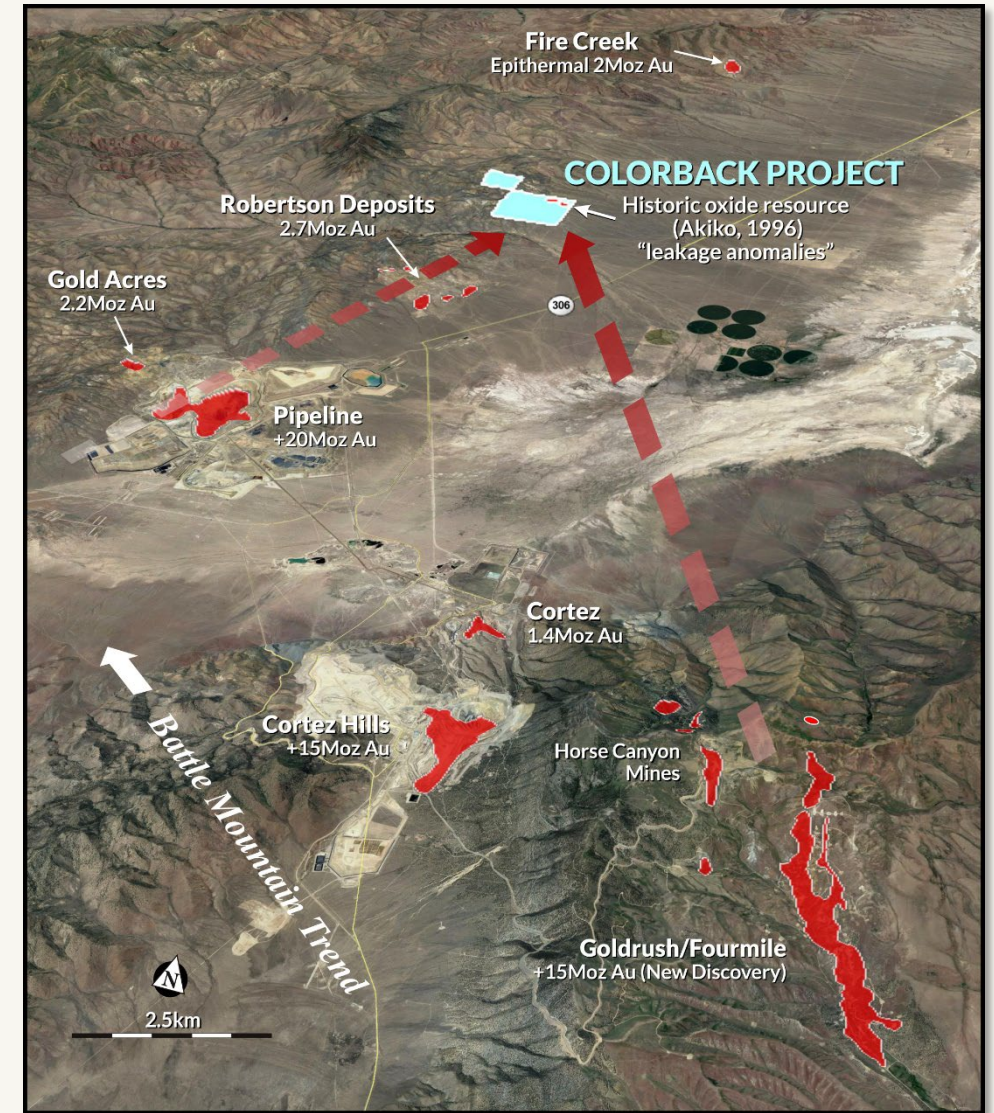 Fire Creek
Epithermal 2Moz Au
COLORBACK PROJECT
Historic oxide resource
(Akiko, 1996)
“leakage anomalies”
Robertson Deposits
2.7Moz Au
Gold Acres
2.2Moz Au
306
Pipeline
+20Moz Au
Cortez
1.4Moz Au
Cortez Hills
+15Moz Au
Horse Canyon
Mines
Battle Mountain Trend
Goldrush/Fourmile
+15Moz Au (New Discovery)
N
2.5km